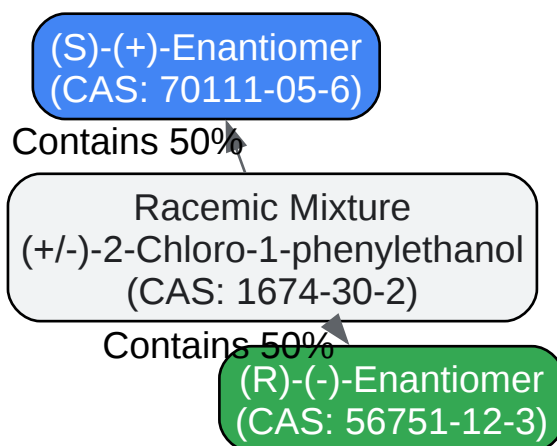 (S)-(+)-Enantiomer
(CAS: 70111-05-6)
Contains 50%
Racemic Mixture
(+/-)-2-Chloro-1-phenylethanol
(CAS: 1674-30-2)
Contains 50%
(R)-(-)-Enantiomer
(CAS: 56751-12-3)